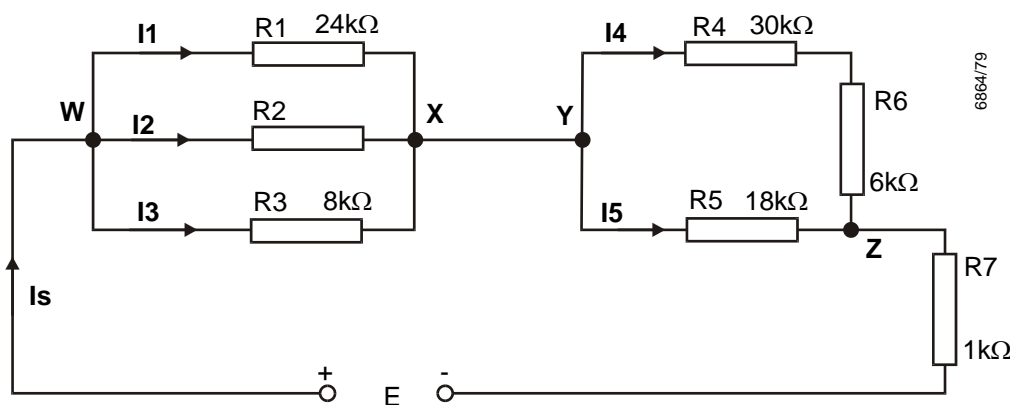 I1
R1
24kΩ
I4
R4
30kΩ
6864/79
W
I2
R2
X
Y
R6
I3
R3
8kΩ
I5
R5
18kΩ
6kΩ
Z
R7
Is
1kΩ
+
E
-